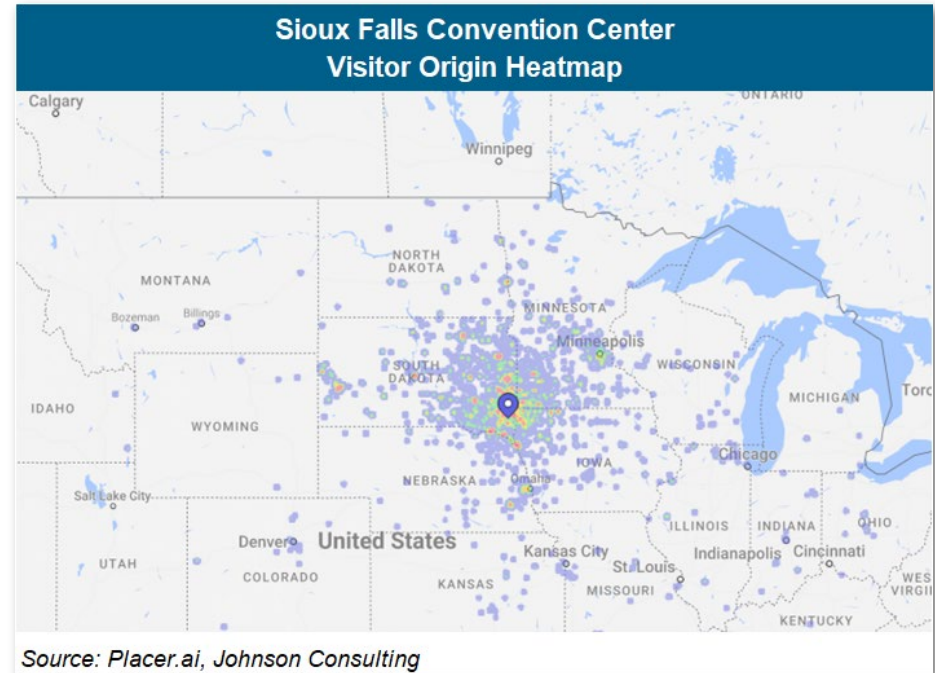 Sioux Falls Convention Center
Visitor Origin Heatmap
Calgary
ONTARIO
Winnipeg
NORTH
DAKOTA
MONTANA
MINNESOTA
Bozeman
Billings
Minneapolis
SOUTH
DAKOTA
WISCONSIN
IDAHO
MICHIGAN
WYOMING
Chicago
IOWA
NEBRASKA
Omaha
Salt Lake City
ILLINOIS
INDIANA
OHIO
Denver
United States
Kansas City
Indianapolis
Cincinnati
UTAH
COLORADO
KANSAS
St. Louis
MISSOURI
WES
VIRGI
KENTUCKY
Source: Placer.ai, Johnson Consulting